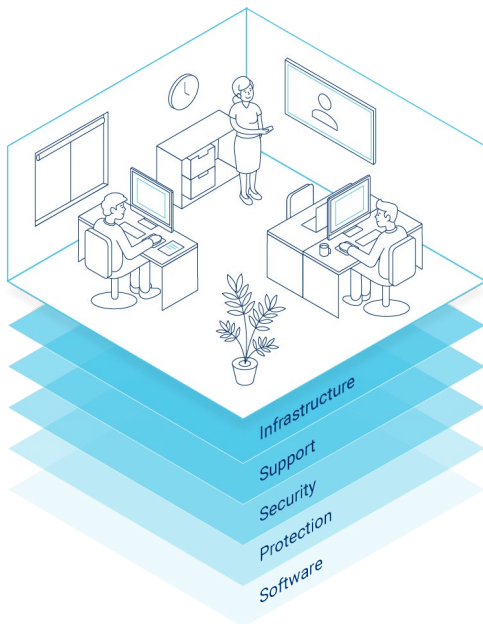 Infrastructure
Support
Security
Protection
Software